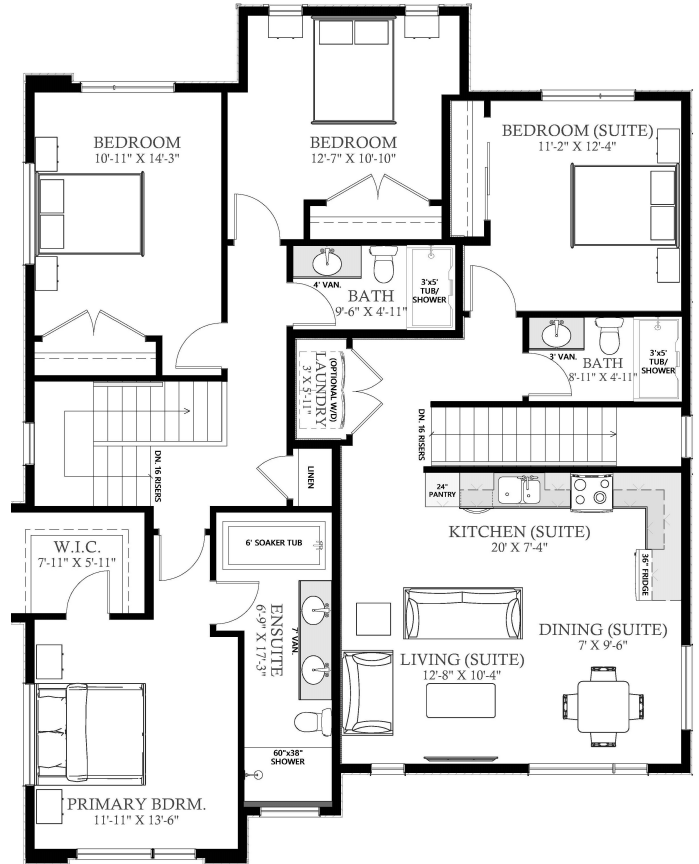 BEDROOM
10'-11" X 14'-3"
BEDROOM
12'-7" X 10'-10"
BEDROOM (SUITE)
11'-2" X 12'-4"
4' VAN.
BATH
9'-6" X 4'-11"
3'x5'
TUB/
SHOWER
3' VAN.
BATH
8'-11" X 4'-11"
3'x5'
TUB/
SHOWER
LAUNDRY
(OPTIONAL W/D)
3' X 5'-11"
DN. 16 RISERS
DN. 16 RISERS
LINEN
24"
PANTRY
KITCHEN (SUITE)
20' X 7'-4"
36" FRIDGE
W.I.C.
7'-11" X 5'-11"
6' SOAKER TUB
ENSUITE
6'-9" X 17'-3"
7' VAN.
DINING (SUITE)
7' X 9'-6"
LIVING (SUITE)
12'-8" X 10'-4"
60"x38"
SHOWER
PRIMARY BDRM.
11'-11" X 13'-6"